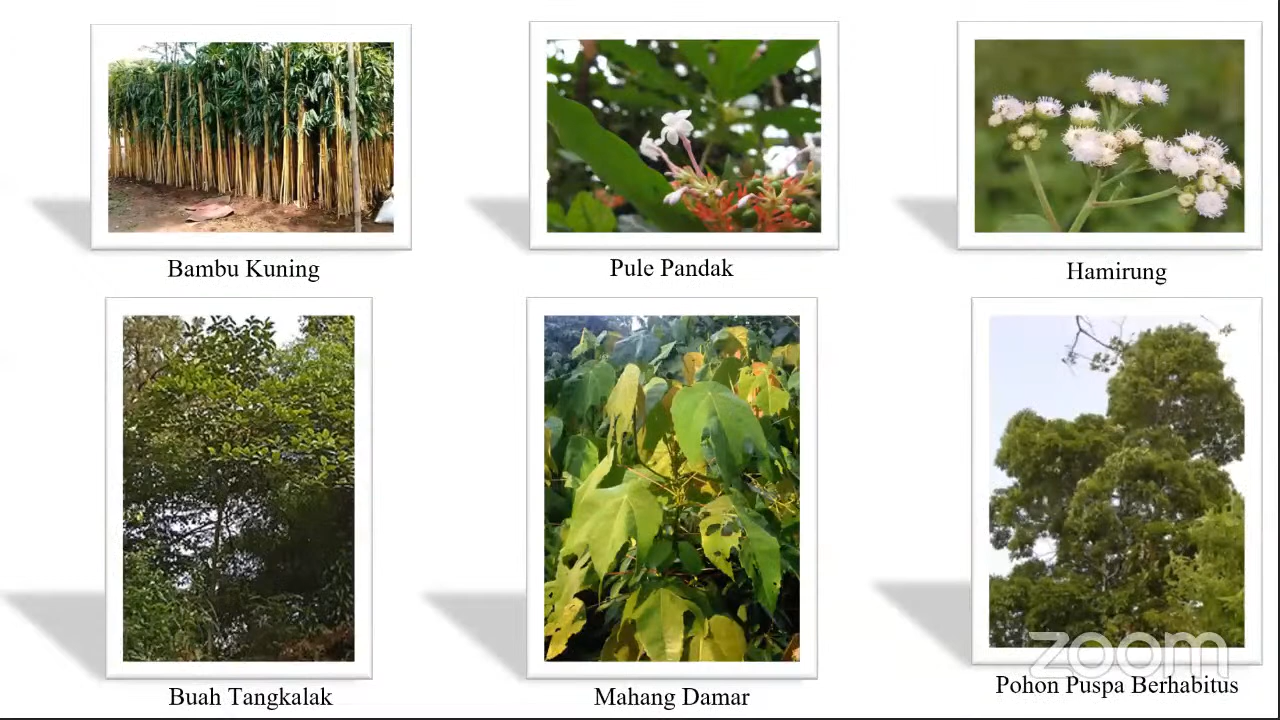 Bambu Kuning
Pule Pandak
Hamirung
Buah Tangkalak
Mahang Damar
Pohon Puspa Berhabitus
zoom